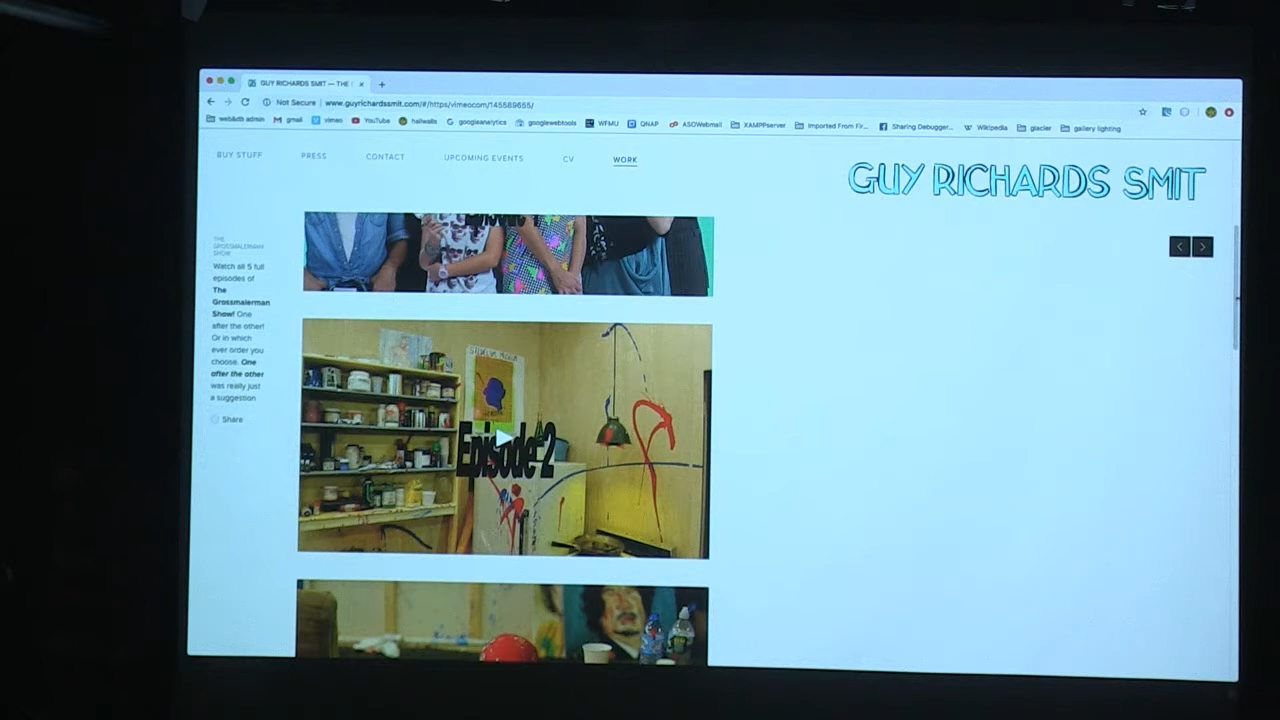 GUY RICHARDS SMIT — THE
Not Secure | www.guyrichardssmit.com/#/https/vimeocom/145589655/
web&db admin gmail vimeo YouTube hallwalls googleanalytics googlewebtools WFMU QNAP ASOWebmail XAMPPserver Imported From Fir... Sharing Debugger... Wikipedia glacier gallery lighting
BUY STUFF PRESS CONTACT UPCOMING EVENTS CV WORK
GUY RICHARDS SMIT
THE
GROSSMALERMAN
SHOW
Watch all 5 full
episodes of
The
Grossmalerman
Show! One
after the other!
Or in which
ever order you
choose. One
after the other
was really just
a suggestion
Share
Episode 2